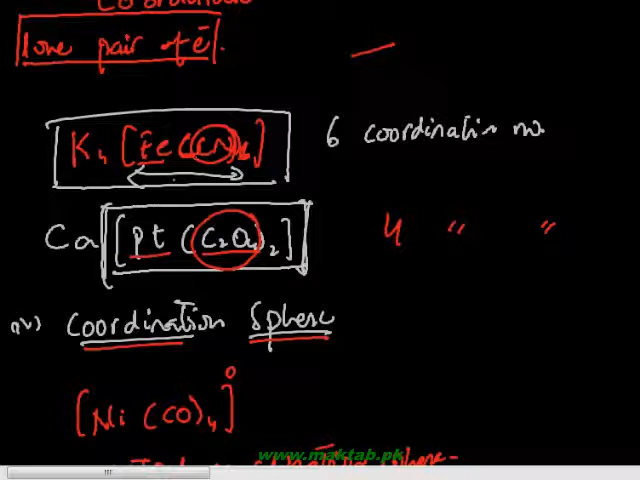 lone pair of ē.
K4 [Fe(CN)6] 6 coordination no.
Ca [Pt (C2O4)2] 4 " "
iv) Coordination Sphere
[Ni (CO)4]°
www.maktab.pk
sphere-